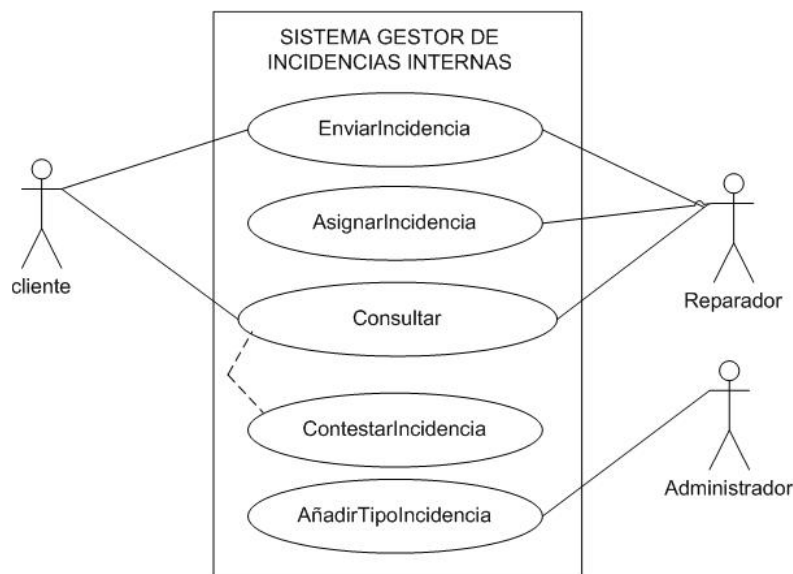 SISTEMA GESTOR DE
INCIDENCIAS INTERNAS
EnviarIncidencia
AsignarIncidencia
cliente
Reparador
Consultar
ContestarIncidencia
Administrador
AñadirTipoIncidencia